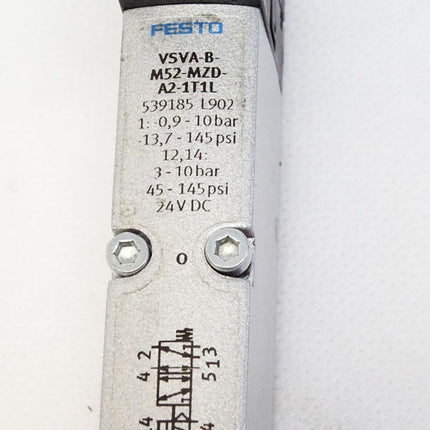 FESTO
VSVA-B-
M52-MZD-
A2-1T1L
539185 L902
1: -0,9 - 10 bar
-13,7 - 145 psi
12,14:
3 - 10 bar
45 - 145 psi
24V DC
4 2
5 1 3